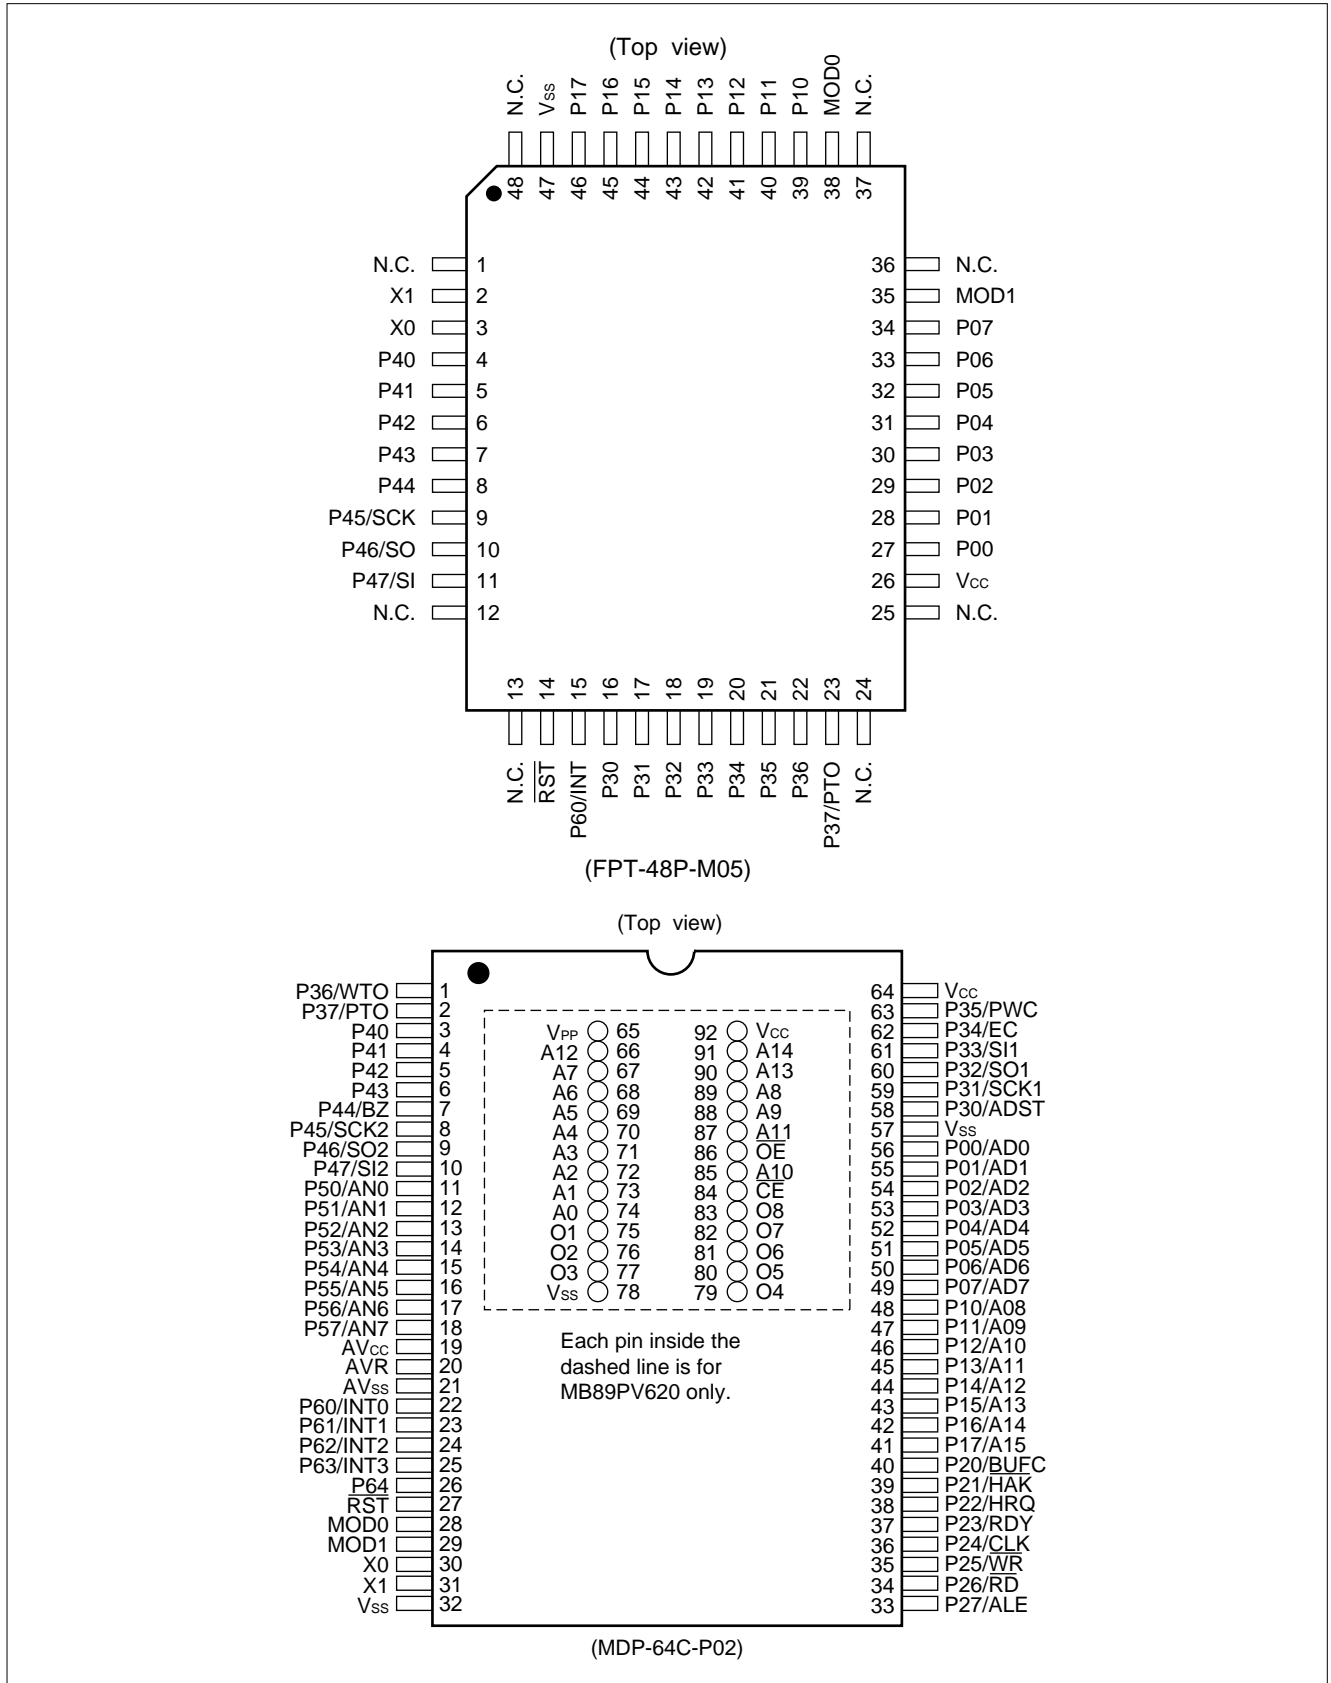 (Top view)
N.C. Vss P17 P16 P15 P14 P13 P12 P11 P10 MOD0 N.C.
48 47 46 45 44 43 42 41 40 39 38 37
N.C. 1 36 N.C.
X1 2 35 MOD1
X0 3 34 P07
P40 4 33 P06
P41 5 32 P05
P42 6 31 P04
P43 7 30 P03
P44 8 29 P02
P45/SCK 9 28 P01
P46/SO 10 27 P00
P47/SI 11 26 Vcc
N.C. 12 25 N.C.
13 14 15 16 17 18 19 20 21 22 23 24
N.C. RST P60/INT P30 P31 P32 P33 P34 P35 P36 P37/PTO N.C.
(FPT-48P-M05)
(Top view)
P36/WTO 1 64 Vcc
P37/PTO 2 63 P35/PWC
P40 3 62 P34/EC
P41 4 61 P33/SI1
P42 5 60 P32/SO1
P43 6 59 P31/SCK1
P44/BZ 7 58 P30/ADST
P45/SCK2 8 57 Vss
P46/SO2 9 56 P00/AD0
P47/SI2 10 55 P01/AD1
P50/AN0 11 54 P02/AD2
P51/AN1 12 53 P03/AD3
P52/AN2 13 52 P04/AD4
P53/AN3 14 51 P05/AD5
P54/AN4 15 50 P06/AD6
P55/AN5 16 49 P07/AD7
P56/AN6 17 48 P10/A08
P57/AN7 18 47 P11/A09
AVcc 19 46 P12/A10
AVR 20 45 P13/A11
AVss 21 44 P14/A12
P60/INT0 22 43 P15/A13
P61/INT1 23 42 P16/A14
P62/INT2 24 41 P17/A15
P63/INT3 25 40 P20/BUFC
P64 26 39 P21/HAK
RST 27 38 P22/HRQ
MOD0 28 37 P23/RDY
MOD1 29 36 P24/CLK
X0 30 35 P25/WR
X1 31 34 P26/RD
Vss 32 33 P27/ALE
VPP 65 92 Vcc
A12 66 91 A14
A7 67 90 A13
A6 68 89 A8
A5 69 88 A9
A4 70 87 A11
A3 71 86 OE
A2 72 85 A10
A1 73 84 CE
A0 74 83 O8
O1 75 82 O7
O2 76 81 O6
O3 77 80 O5
Vss 78 79 O4
Each pin inside the
dashed line is for
MB89PV620 only.
(MDP-64C-P02)